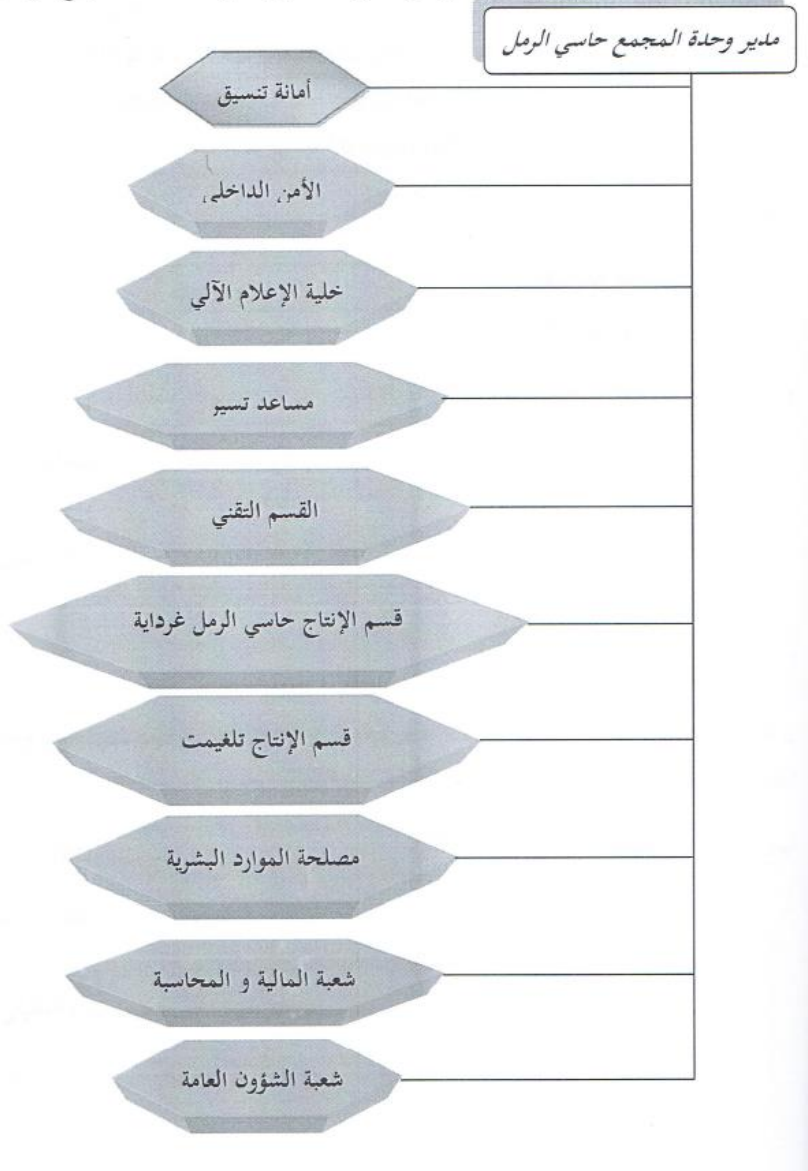 مدير وحدة المجمع حاسي الرمل
أمانة تنسيق
الأمن الداخلي
خلية الإعلام الآلي
مساعد تسير
القسم التقني
قسم الإنتاج حاسي الرمل غرداية
قسم الإنتاج تلغيمت
مصلحة الموارد البشرية
شعبة المالية و المحاسبة
شعبة الشؤون العامة